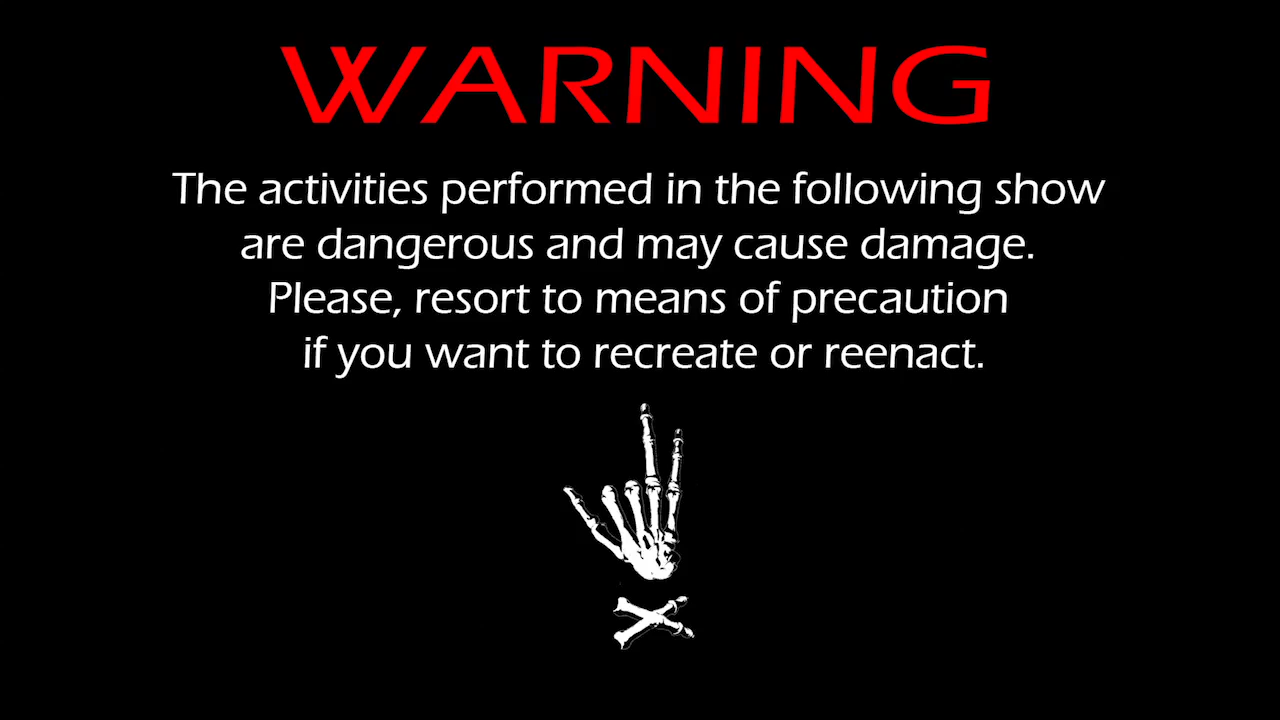 WARNING
The activities performed in the following show
are dangerous and may cause damage.
Please, resort to means of precaution
if you want to recreate or reenact.